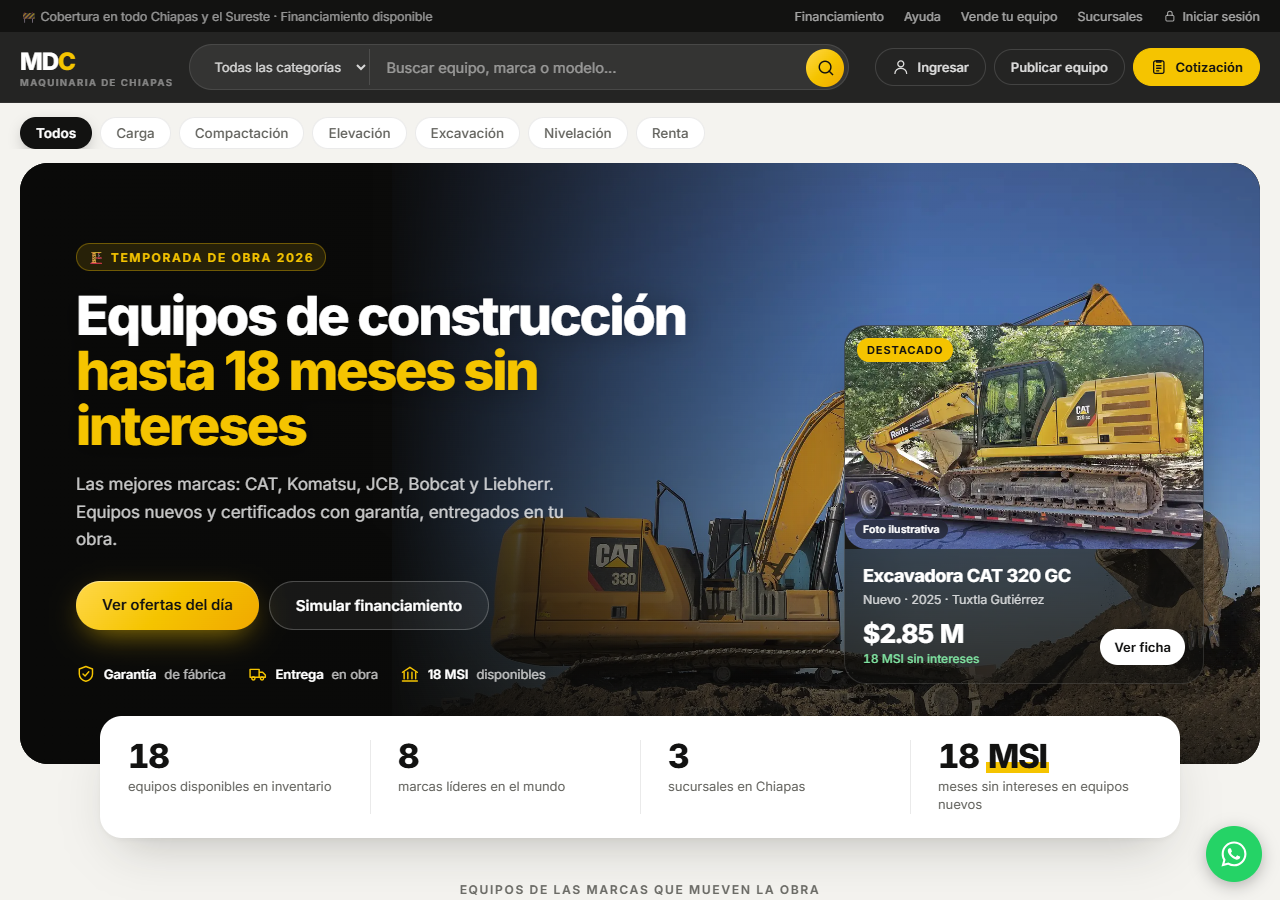 Cobertura en todo Chiapas y el Sureste · Financiamiento disponible
Financiamiento
Ayuda
Vende tu equipo
Sucursales
Iniciar sesión
MDC
MAQUINARIA DE CHIAPAS
Todas las categorías
Buscar equipo, marca o modelo...
Ingresar
Publicar equipo
Cotización
Todos
Carga
Compactación
Elevación
Excavación
Nivelación
Renta
TEMPORADA DE OBRA 2026
Equipos de construcción
hasta 18 meses sin
intereses
Las mejores marcas: CAT, Komatsu, JCB, Bobcat y Liebherr.
Equipos nuevos y certificados con garantía, entregados en tu
obra.
Ver ofertas del día
Simular financiamiento
Garantía de fábrica
Entrega en obra
18 MSI disponibles
CAT
330
DESTACADO
CAT
320 GC
Roots
Foto ilustrativa
Excavadora CAT 320 GC
Nuevo · 2025 · Tuxtla Gutiérrez
$2.85 M
18 MSI sin intereses
Ver ficha
18
equipos disponibles en inventario
8
marcas líderes en el mundo
3
sucursales en Chiapas
18 MSI
meses sin intereses en equipos
nuevos
EQUIPOS DE LAS MARCAS QUE MUEVEN LA OBRA